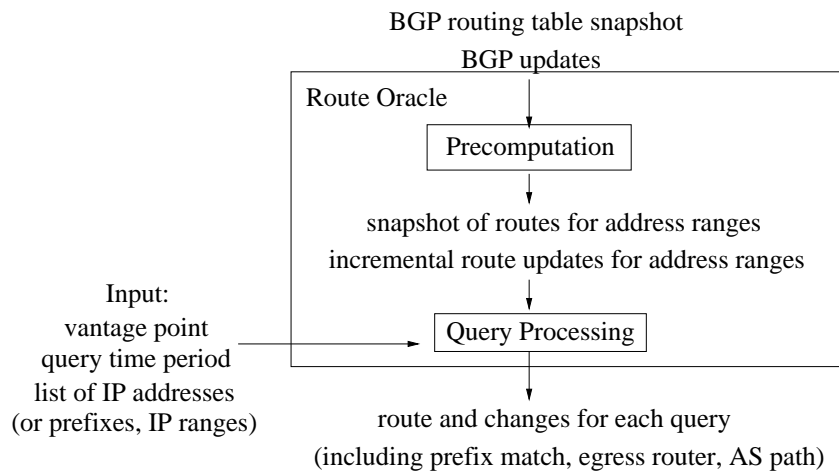 BGP routing table snapshot
BGP updates
Route Oracle
Precomputation
snapshot of routes for address ranges
incremental route updates for address ranges
Input:
vantage point
query time period
list of IP addresses
(or prefixes, IP ranges)
Query Processing
route and changes for each query
(including prefix match, egress router, AS path)